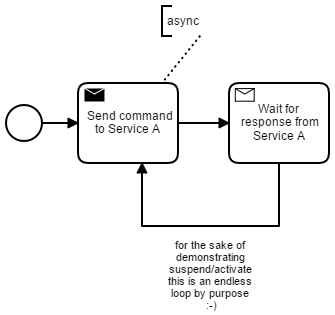 async
Send command
to Service A
Wait for
response from
Service A
for the sake of
demonstrating
suspend/activate
this is an endless
loop by purpose
:-)